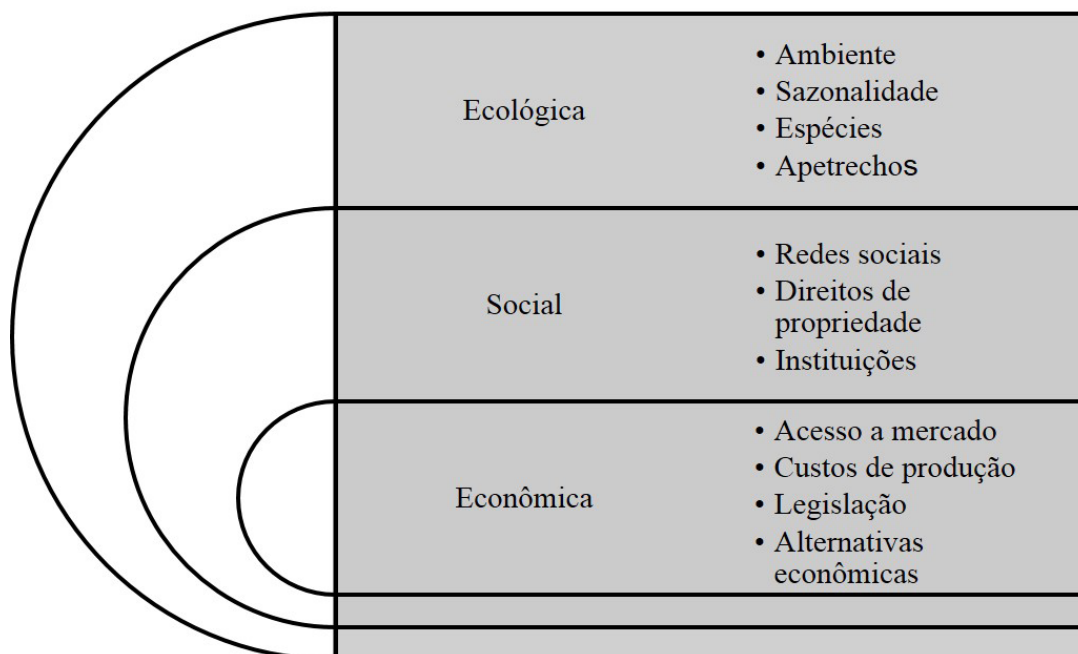 Ecológica
• Ambiente
• Sazonalidade
• Espécies
• Apetrechos
Social
• Redes sociais
• Direitos de
propriedade
• Instituições
Econômica
• Acesso a mercado
• Custos de produção
• Legislação
• Alternativas
econômicas